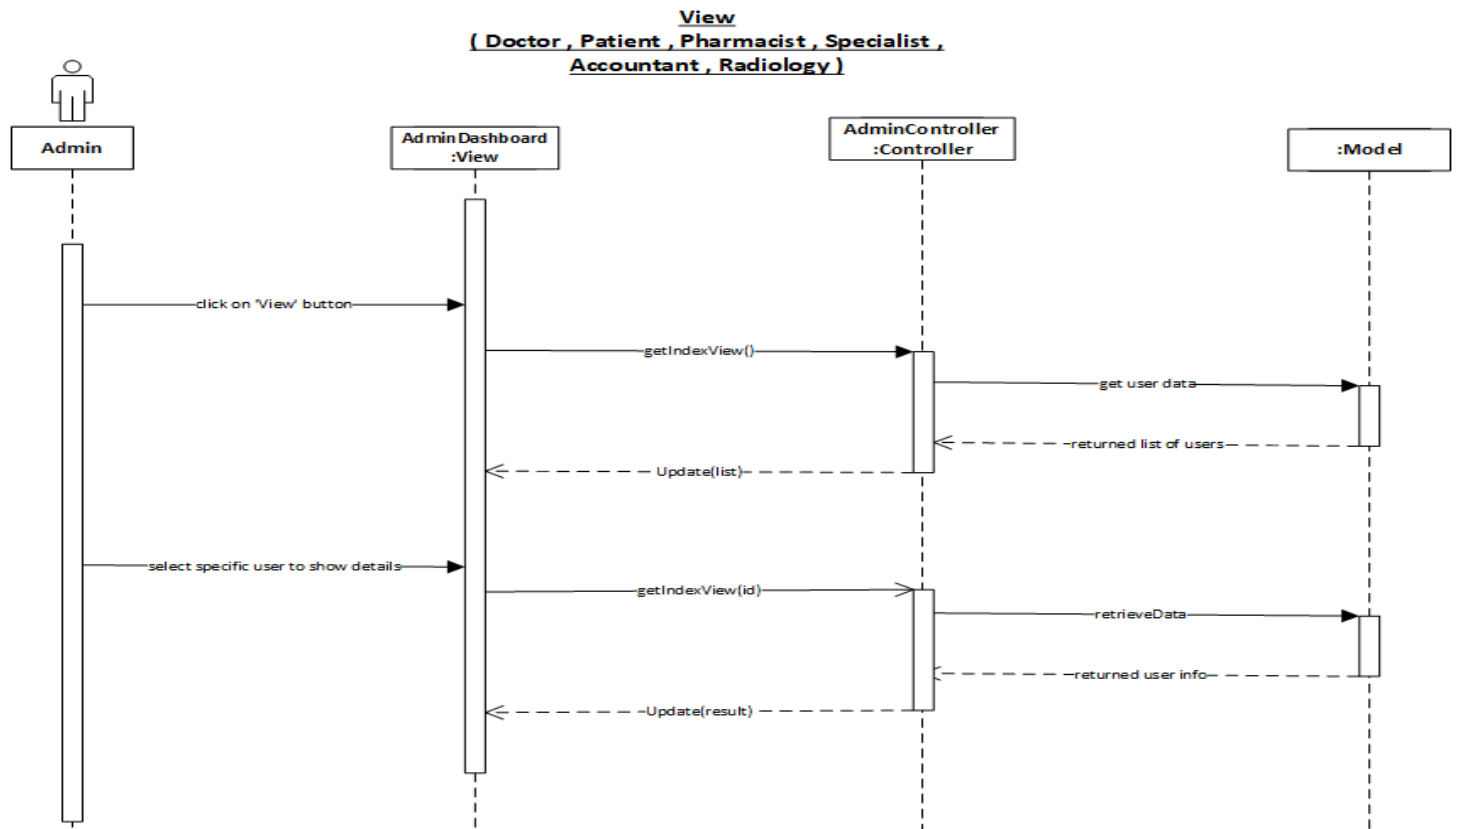 View
( Doctor , Patient , Pharmacist , Specialist ,
Accountant , Radiology )
Admin
AdminDashboard
:View
AdminController
:Controller
:Model
click on 'View' button
getIndexView()
get user data
returned list of users
Update(list)
select specific user to show details
getIndexView(id)
retrieveData
returned user info
Update(result)